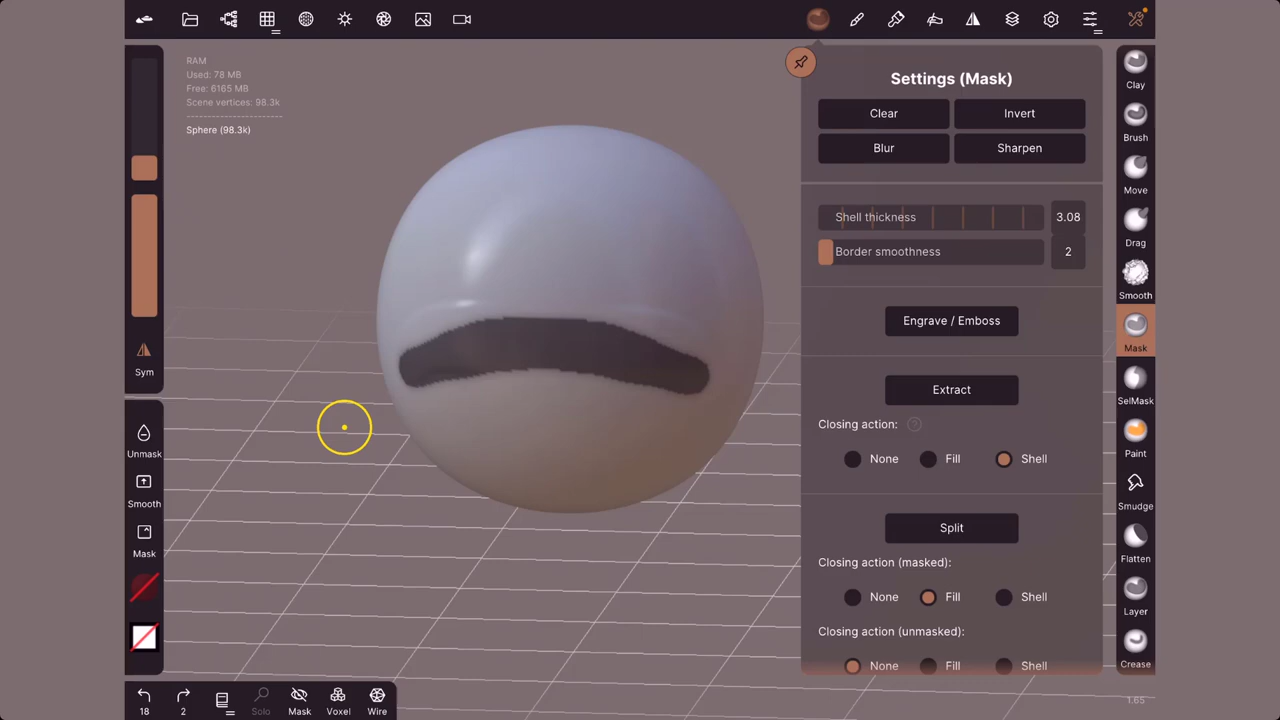 RAM
Used: 78 MB
Free: 6165 MB
Scene vertices: 98.3k
------------------------
Sphere (98.3k)
Sym
Unmask
Smooth
Mask
18
2
Solo
Mask
Voxel
Wire
Settings (Mask)
Clear
Invert
Blur
Sharpen
Shell thickness
3.08
Border smoothness
2
Engrave / Emboss
Extract
Closing action:
?
None
Fill
Shell
Split
Closing action (masked):
None
Fill
Shell
Closing action (unmasked):
None
Fill
Shell
Clay
Brush
Move
Drag
Smooth
Mask
SelMask
Paint
Smudge
Flatten
Layer
Crease
1.65